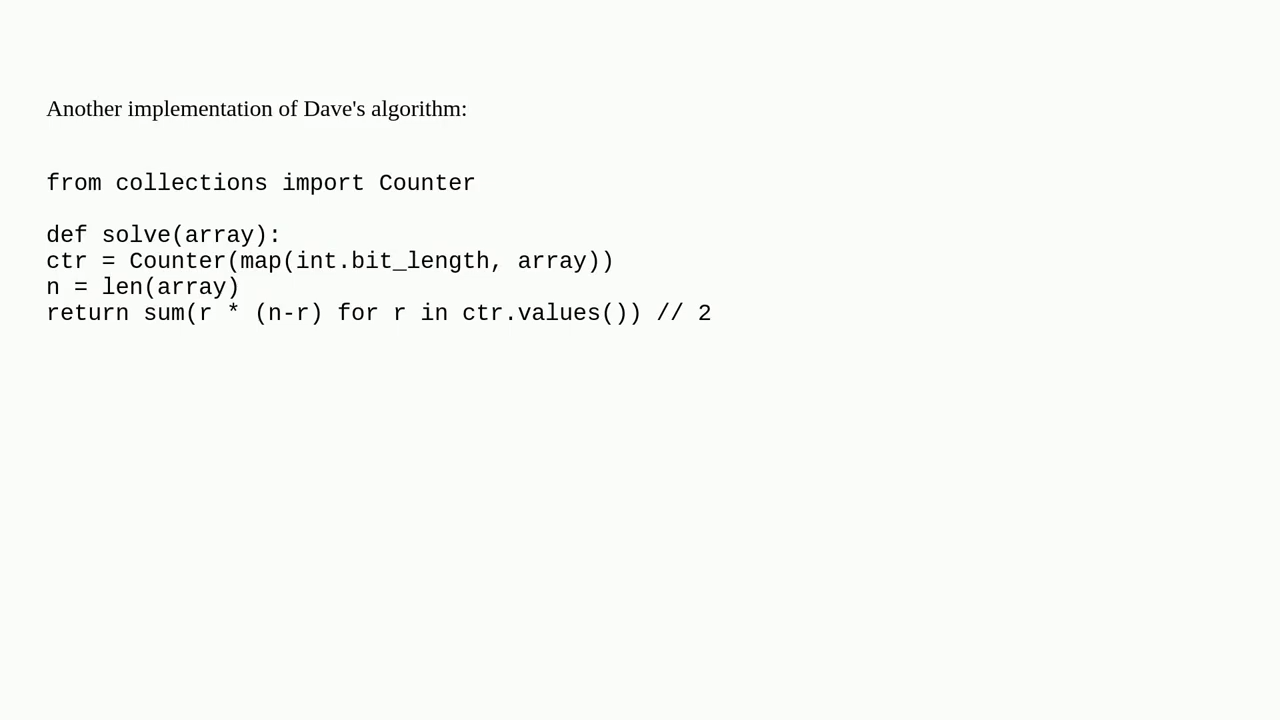 Another implementation of Dave's algorithm:
from collections import Counter
def solve(array):
ctr = Counter(map(int.bit_length, array))
n = len(array)
return sum(r * (n-r) for r in ctr.values()) // 2